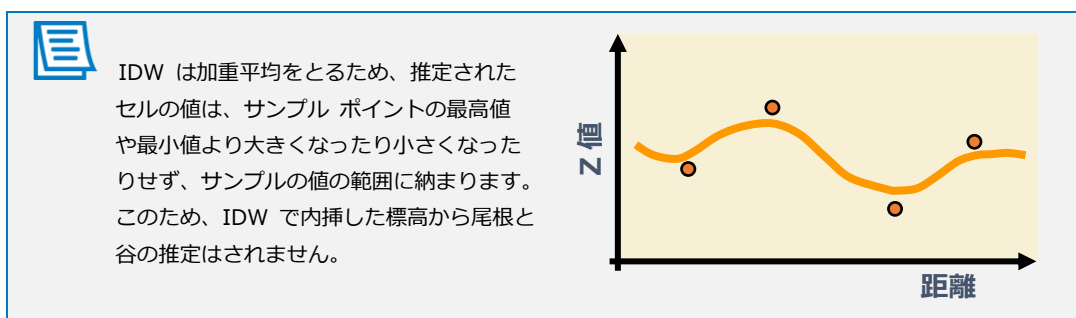 IDW は加重平均をとるため、推定された
セルの値は、サンプル ポイントの最高値
や最小値より大きくなったり小さくなった
りせず、サンプルの値の範囲に納まります。
このため、IDW で内挿した標高から尾根と
谷の推定はされません。
Z 値
距離